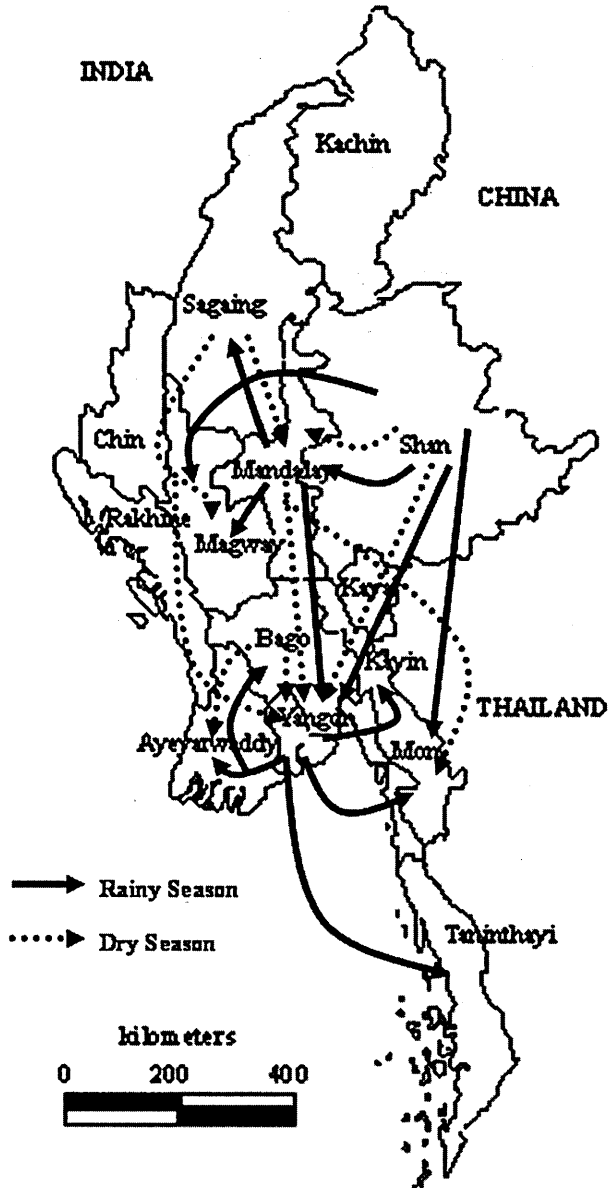 INDIA
Kachin
CHINA
Sagaing
Chin
Shan
Mandalay
Rakhine
Magway
Kaya
Bago
Kayin
Yangon
THAILAND
Ayeyarwaddy
Mon
Rainy Season
Dry Season
Taninthayi
kilometers
0 200 400